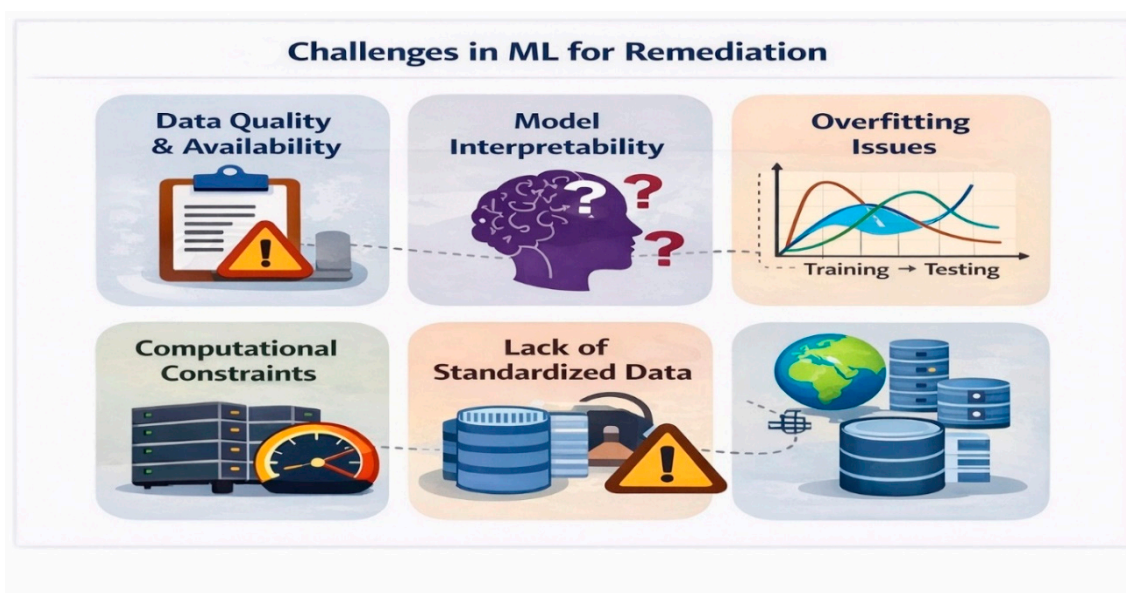 Challenges in ML for Remediation
Data Quality
& Availability
Model
Interpretability
Overfitting
Issues
Training → Testing
Computational
Constraints
Lack of
Standardized Data